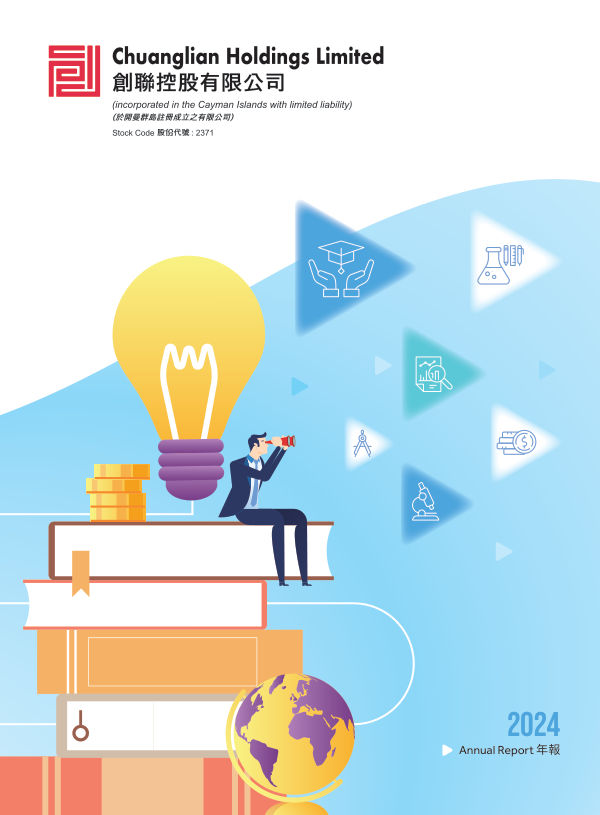 Chuanglian Holdings Limited
創聯控股有限公司
(incorporated in the Cayman Islands with limited liability)
(於開曼群島註冊成立之有限公司)
Stock Code 股份代號 : 2371
2024
Annual Report 年報